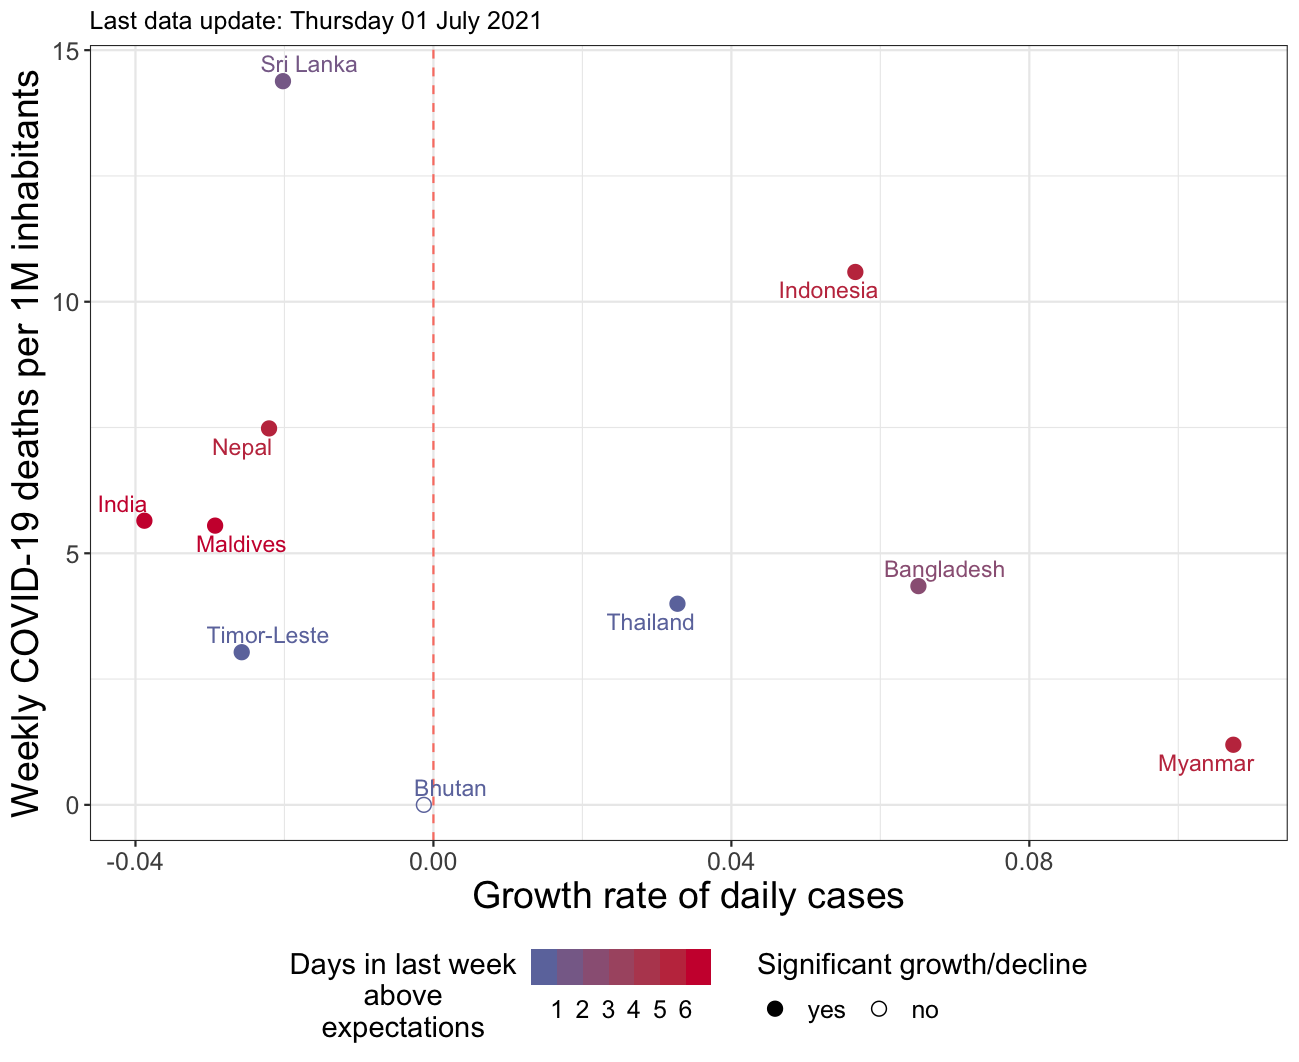 Last data update: Thursday 01 July 2021
Weekly COVID-19 deaths per 1M inhabitants
15
10
5
0
Sri Lanka
Indonesia
Nepal
India
Maldives
Bangladesh
Thailand
Timor-Leste
Myanmar
Bhutan
-0.04 0.00 0.04 0.08
Growth rate of daily cases
Days in last week
above
expectations
1 2 3 4 5 6
Significant growth/decline
yes no